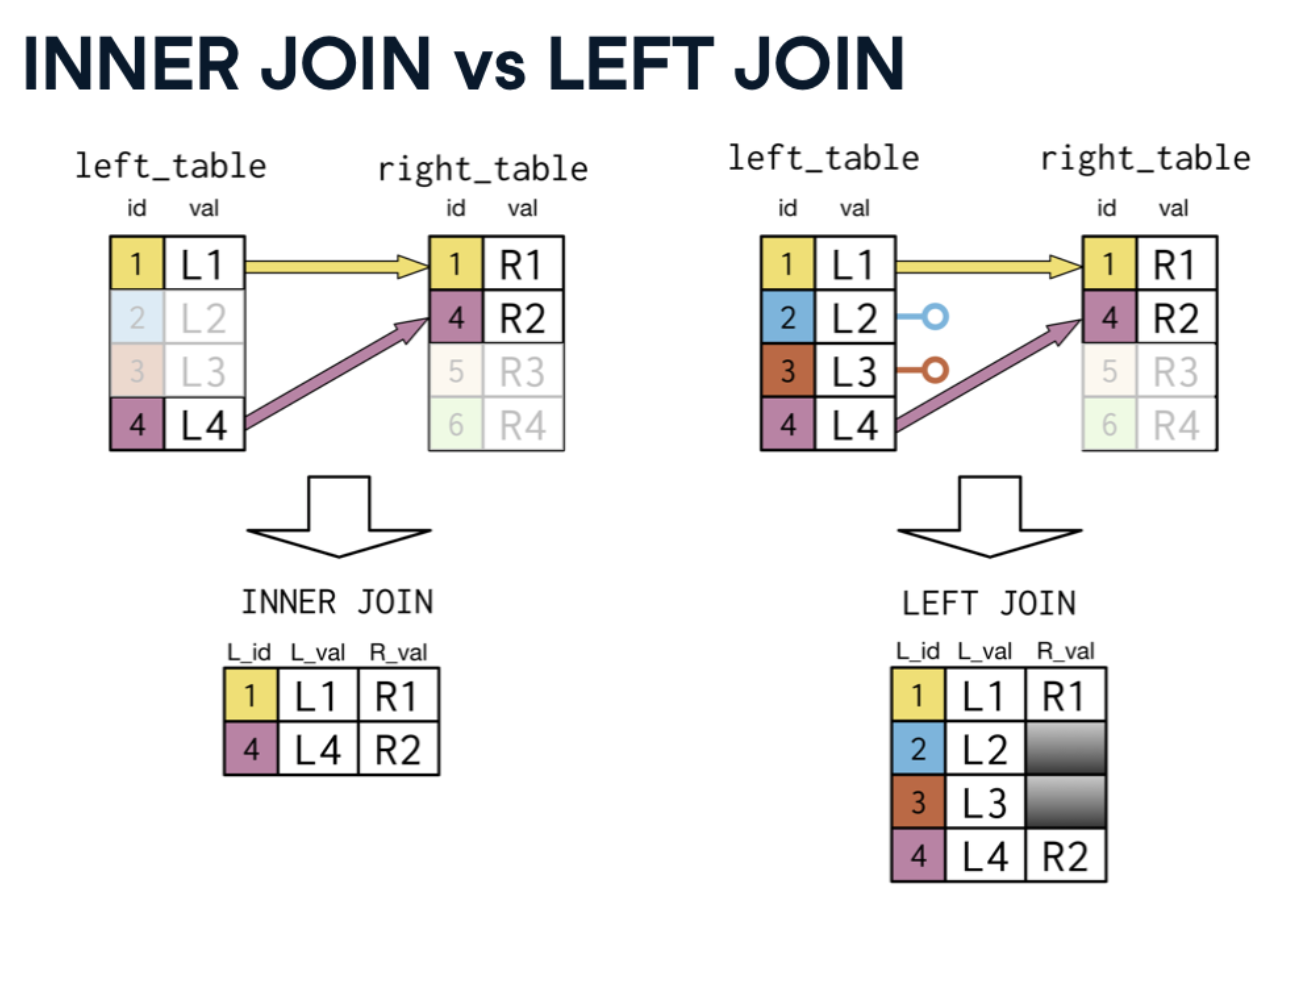 INNER JOIN vs LEFT JOIN
left_table right_table
id val id val
1 L1 1 R1
2 L2 4 R2
3 L3 5 R3
4 L4 6 R4
INNER JOIN
L_id L_val R_val
1 L1 R1
4 L4 R2
left_table right_table
id val id val
1 L1 1 R1
2 L2 4 R2
3 L3 5 R3
4 L4 6 R4
LEFT JOIN
L_id L_val R_val
1 L1 R1
2 L2
3 L3
4 L4 R2